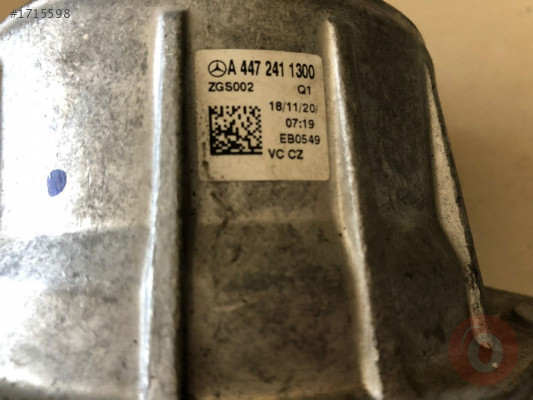 #1715598
A 447 241 1300
ZGS002 Q1
18/11/20/
07:19
EB0549
VC CZ